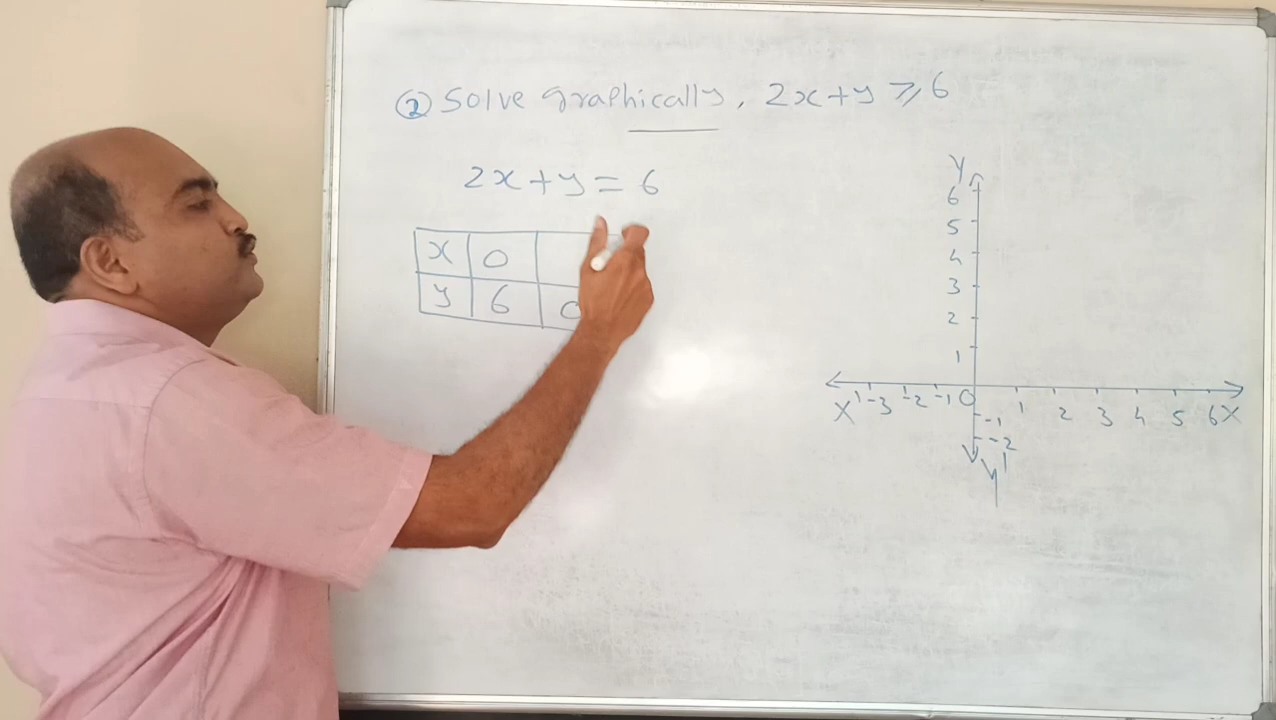 ② Solve graphically, 2x+y ⩾ 6
2x+y = 6
x 0
y 6 0
Y
6
5
4
3
2
1
X' -3 -2 -1 0 1 2 3 4 5 6 X
-1
-2
Y'